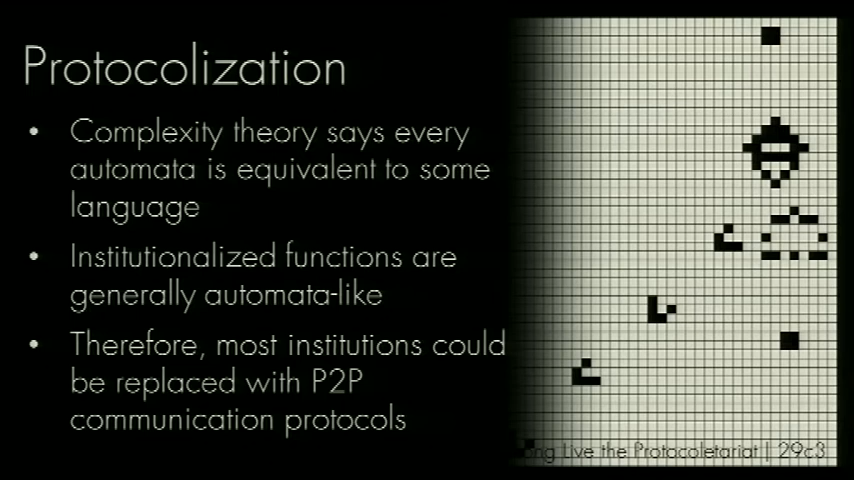 Protocolization
• Complexity theory says every
automata is equivalent to some
language
• Institutionalized functions are
generally automata-like
• Therefore, most institutions could
be replaced with P2P
communication protocols
Live the Protocoletariat | 29c3